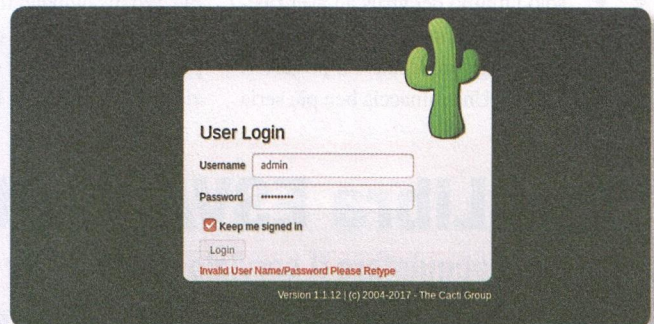 User Login
Username admin
Password ••••••••••
Keep me signed in
Login
Invalid User Name/Password Please Retype
Version 1.1.12 | (c) 2004-2017 - The Cacti Group